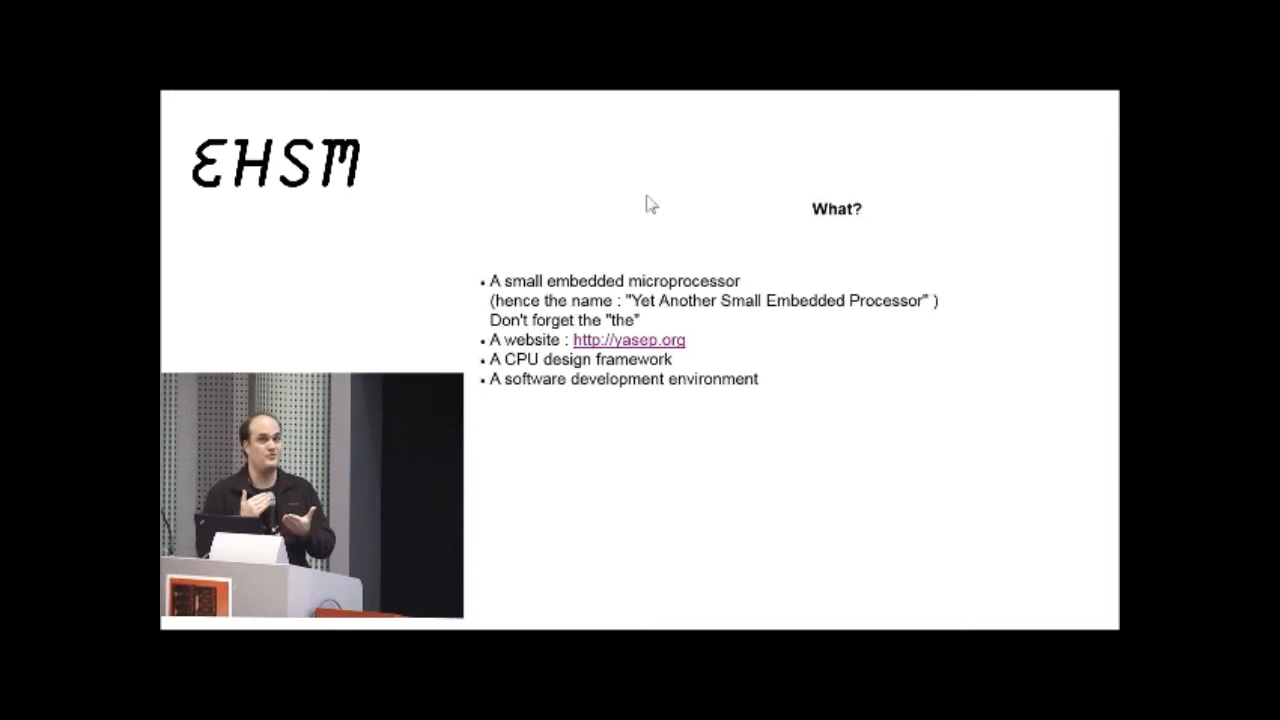 EHSM
What?
• A small embedded microprocessor
(hence the name : "Yet Another Small Embedded Processor" )
Don't forget the "the"
• A website : http://yasep.org
• A CPU design framework
• A software development environment